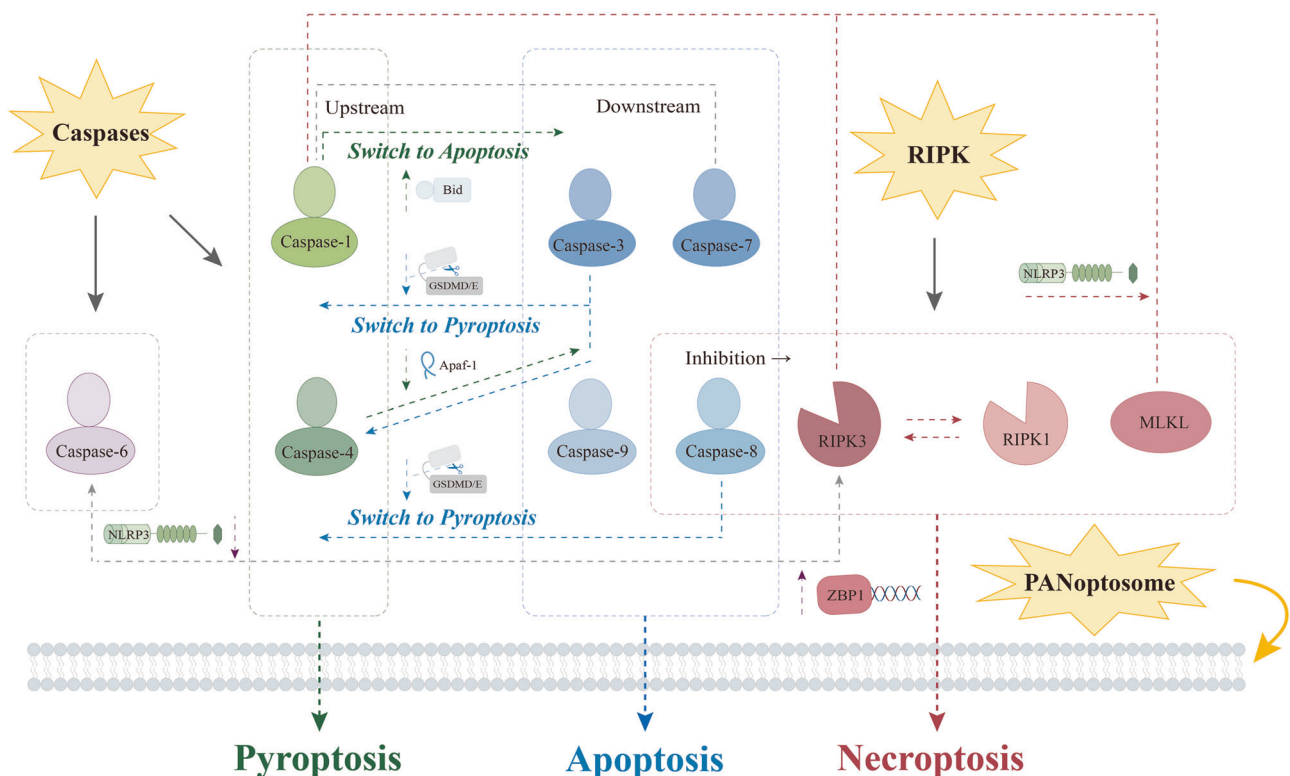 Caspases
Upstream
Downstream
RIPK
Switch to Apoptosis
Bid
Caspase-1
Caspase-3
Caspase-7
NLRP3
GSDMD/E
Switch to Pyroptosis
Inhibition →
Apaf-1
Caspase-6
Caspase-4
Caspase-9
Caspase-8
RIPK3
RIPK1
MLKL
GSDMD/E
Switch to Pyroptosis
NLRP3
PANoptosome
ZBP1
Pyroptosis
Apoptosis
Necroptosis